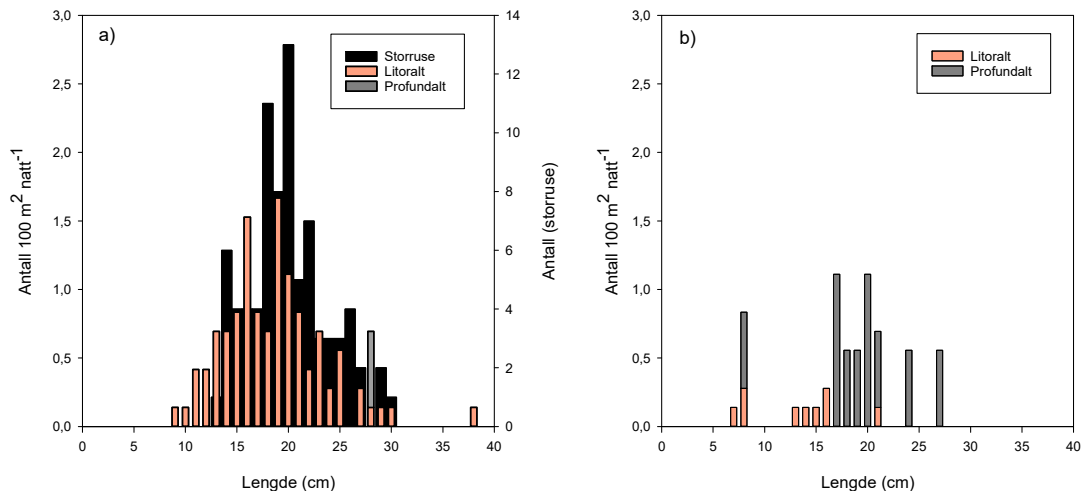 a)
Storruse
Litoralt
Profundalt
3,0
2,5
2,0
1,5
1,0
0,5
0,0
Antall 100 m² natt⁻¹
14
12
10
8
6
4
2
0
Antall (storruse)
0 5 10 15 20 25 30 35 40
Lengde (cm)
b)
Litoralt
Profundalt
3,0
2,5
2,0
1,5
1,0
0,5
0,0
Antall 100 m² natt⁻¹
0 5 10 15 20 25 30 35 40
Lengde (cm)